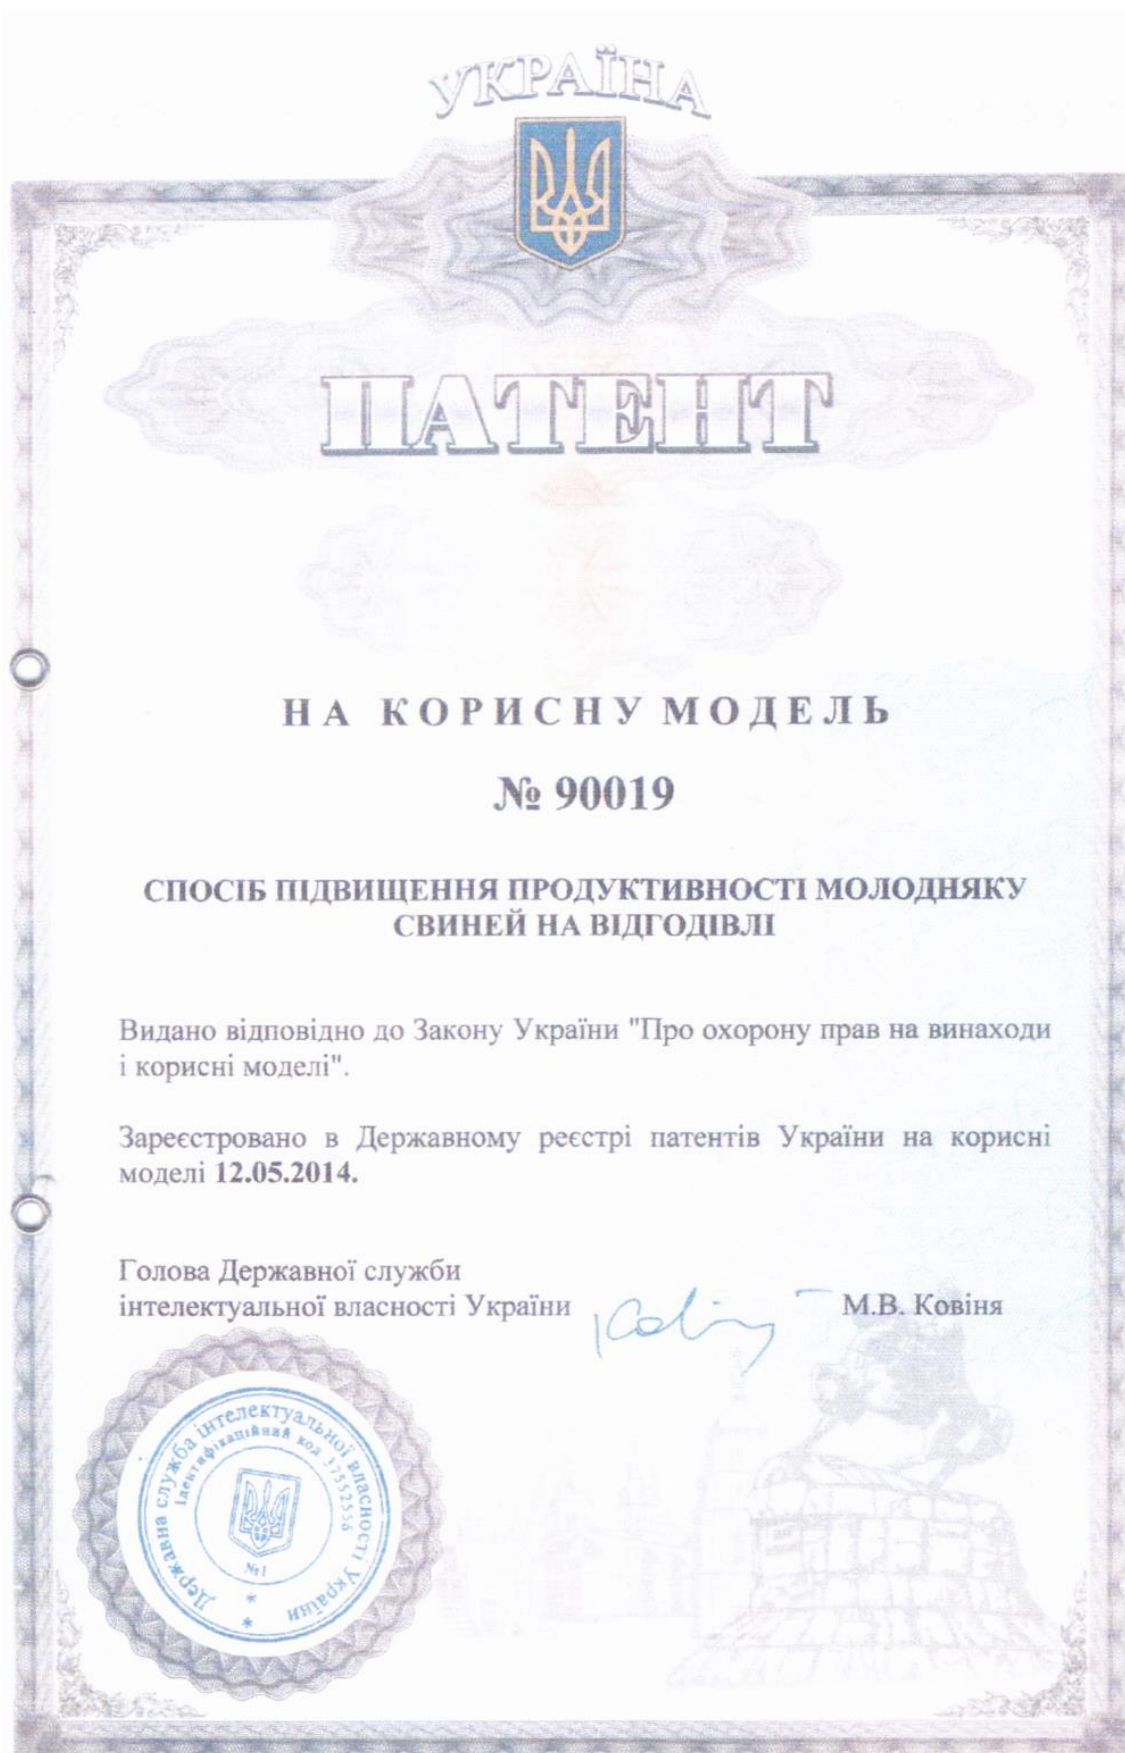 УКРАЇНА
ПАТЕНТ
НА КОРИСНУ МОДЕЛЬ
№ 90019
СПОСІБ ПІДВИЩЕННЯ ПРОДУКТИВНОСТІ МОЛОДНЯКУ
СВИНЕЙ НА ВІДГОДІВЛІ
Видано відповідно до Закону України "Про охорону прав на винаходи
і корисні моделі".
Зареєстровано в Державному реєстрі патентів України на корисні
моделі 12.05.2014.
Голова Державної служби
інтелектуальної власності України
М.В. Ковіня
Державна служба інтелектуальної власності України
ідентифікаційний код 37552556
№1